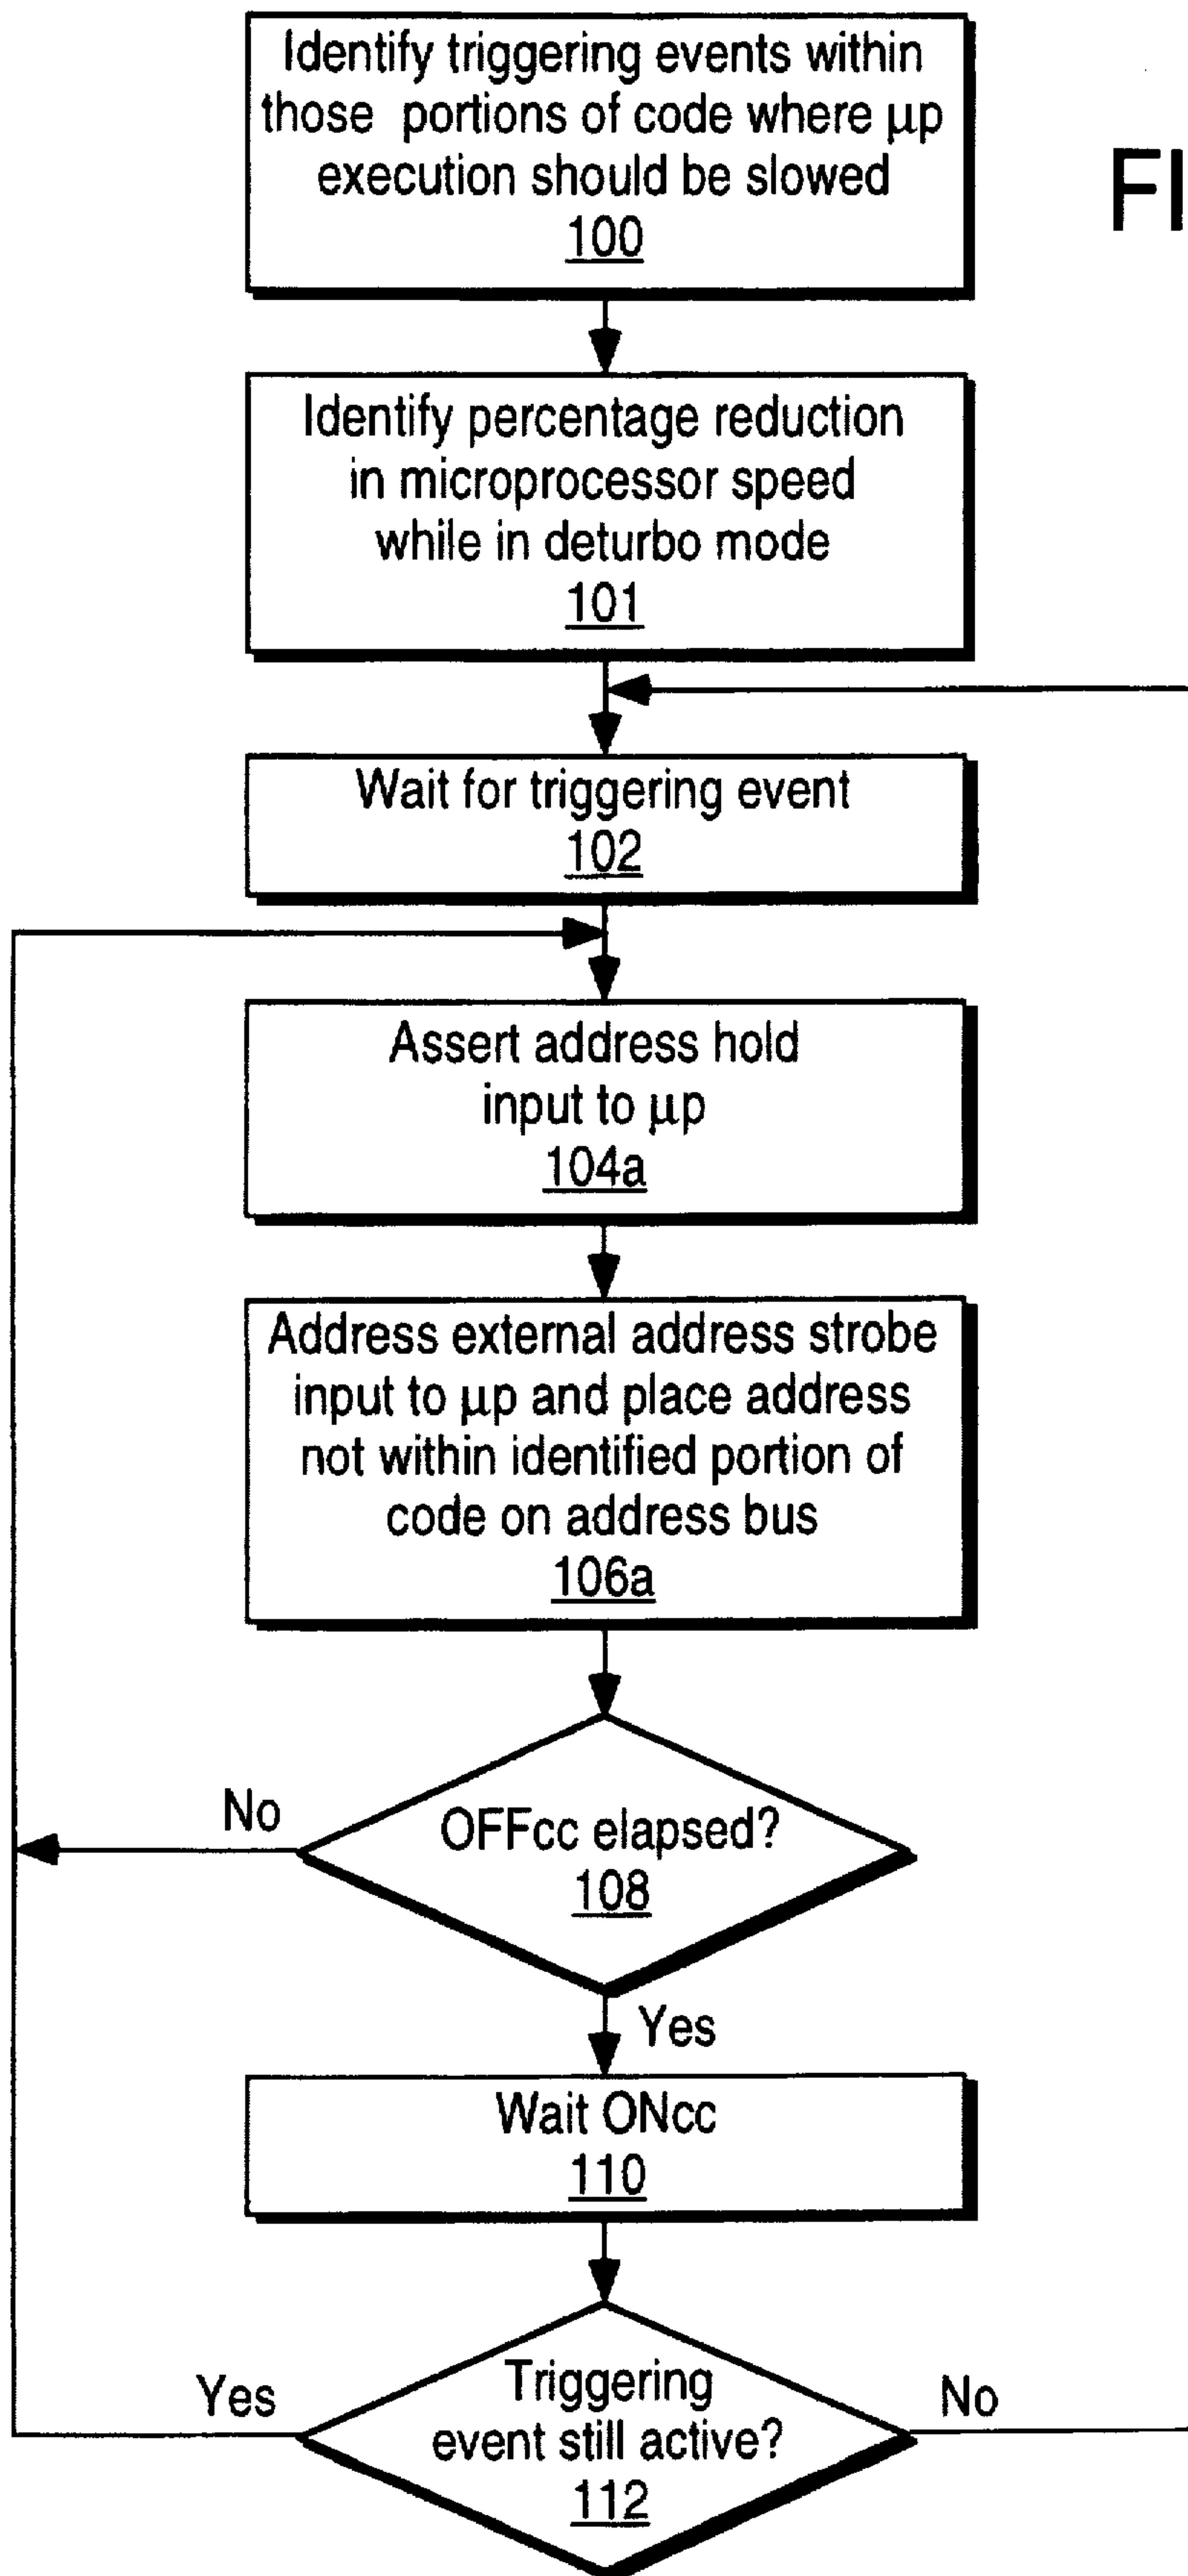 Identify triggering events within
those portions of code where µp
execution should be slowed
100
FI
Identify percentage reduction
in microprocessor speed
while in deturbo mode
101
Wait for triggering event
102
Assert address hold
input to µp
104a
Address external address strobe
input to µp and place address
not within identified portion of
code on address bus
106a
No
OFFcc elapsed?
108
Yes
Wait ONcc
110
Yes
Triggering
event still active?
112
No